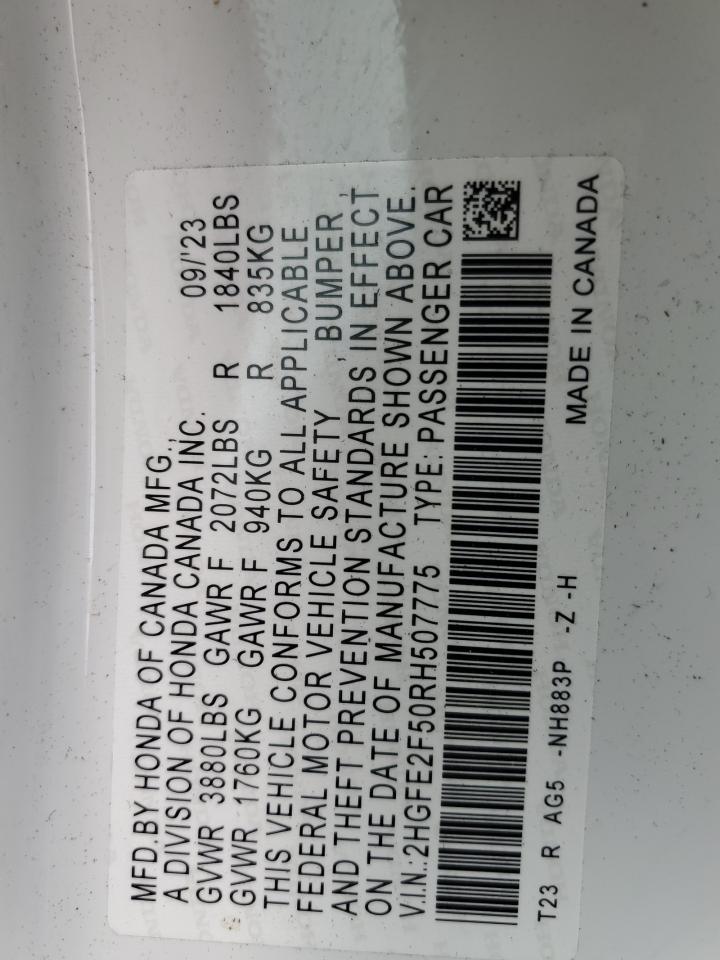 MFD.BY HONDA OF CANADA MFG.,
A DIVISION OF HONDA CANADA INC. 09/'23
GVWR 3880LBS GAWR F 2072LBS R 1840LBS
GVWR 1760KG GAWR F 940KG R 835KG
THIS VEHICLE CONFORMS TO ALL APPLICABLE
FEDERAL MOTOR VEHICLE SAFETY, BUMPER,
AND THEFT PREVENTION STANDARDS IN EFFECT
ON THE DATE OF MANUFACTURE SHOWN ABOVE.
V.I.N.:2HGFE2F50RH507775 TYPE: PASSENGER CAR
T23 R AG5 -NH883P -Z -H
MADE IN CANADA